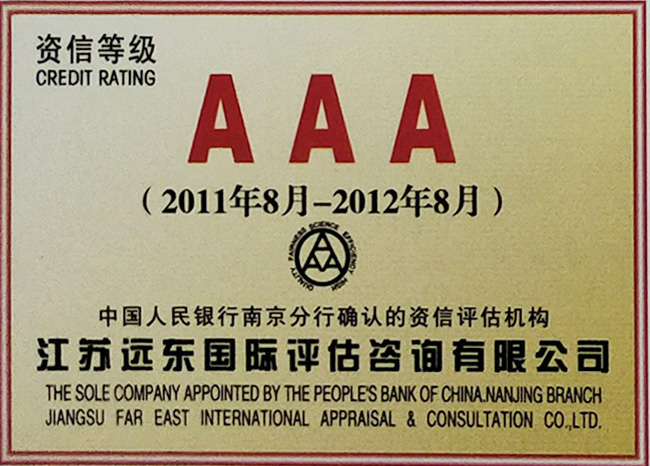 资信等级
CREDIT RATING
AAA
（2011年8月-2012年8月）
FAIRNESS SCIENCE EFFICIENCY HIGH QUALITY
AAA
中国人民银行南京分行确认的资信评估机构
江苏远东国际评估咨询有限公司
THE SOLE COMPANY APPOINTED BY THE PEOPLE'S BANK OF CHINA.NANJING BRANCH
JIANGSU FAR EAST INTERNATIONAL APPRAISAL & CONSULTATION CO.,LTD.